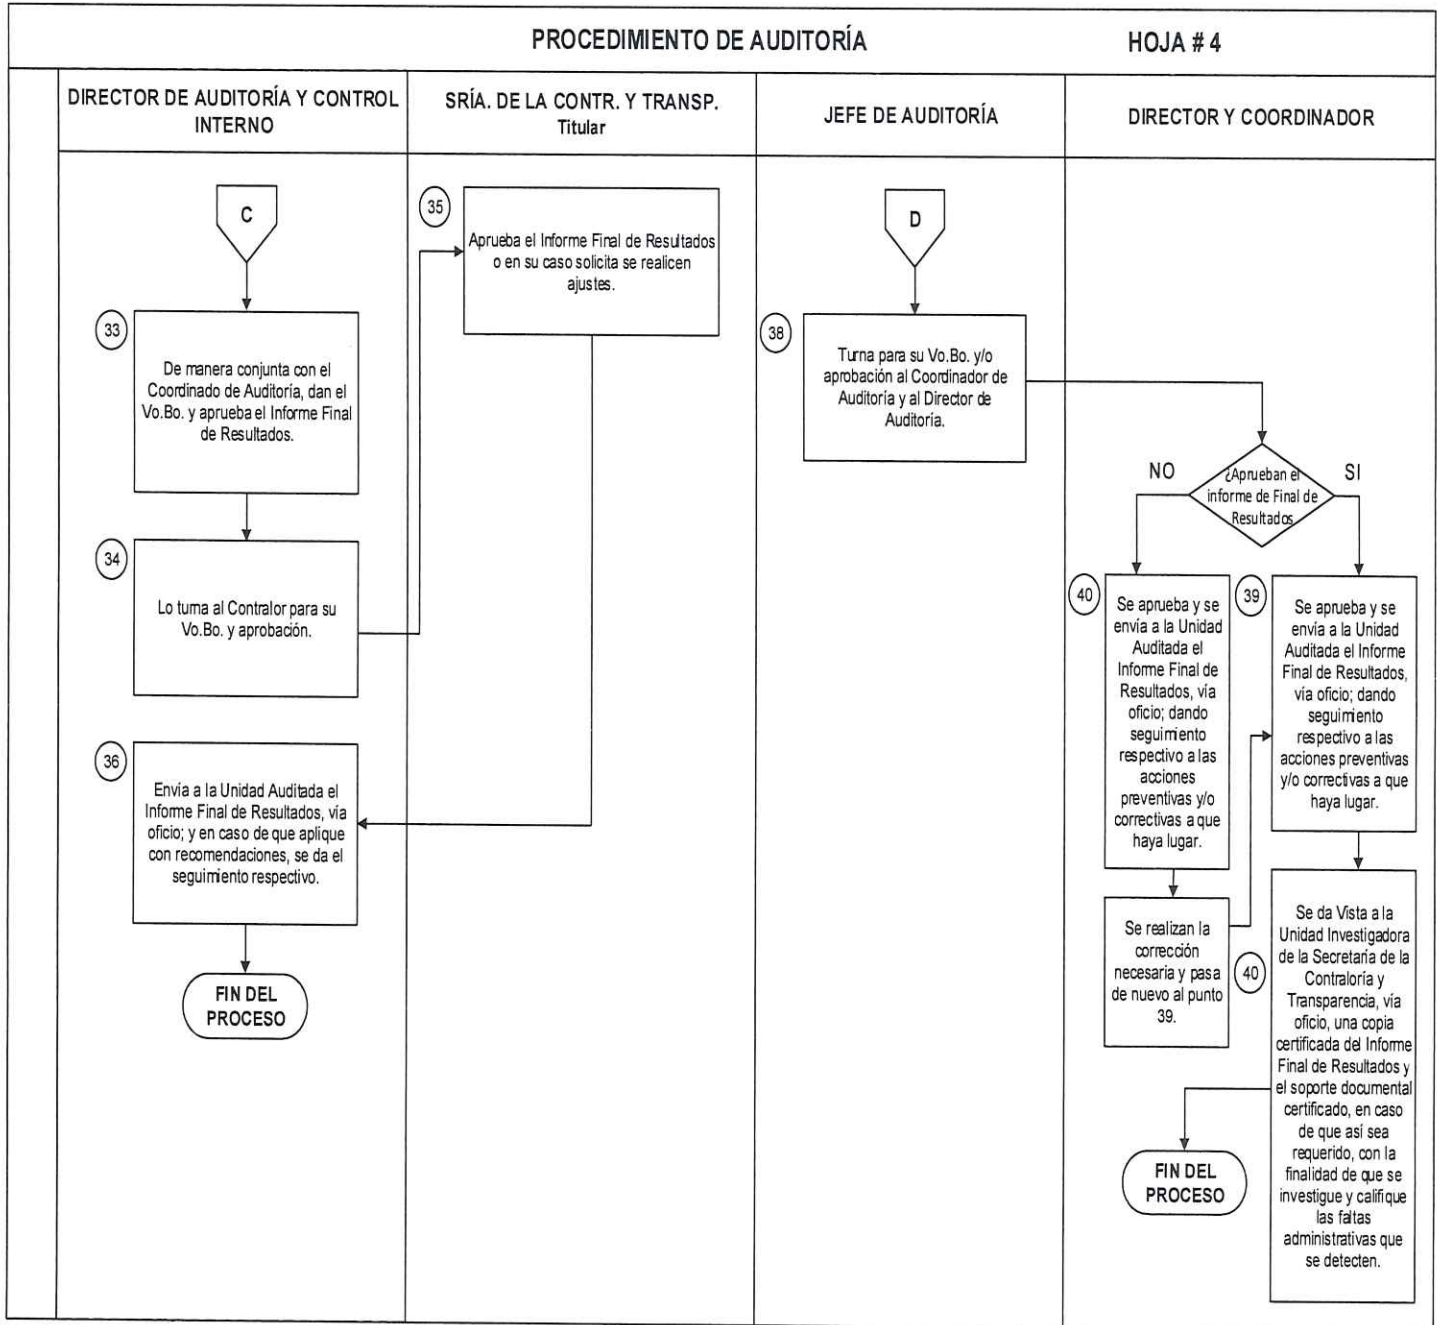 PROCEDIMIENTO DE AUDITORÍA
HOJA # 4
DIRECTOR DE AUDITORÍA Y CONTROL
INTERNO
SRÍA. DE LA CONTR. Y TRANSP.
Titular
JEFE DE AUDITORÍA
DIRECTOR Y COORDINADOR
C
33
De manera conjunta con el
Coordinado de Auditoría, dan el
Vo.Bo. y aprueba el Informe Final
de Resultados.
34
Lo turna al Contralor para su
Vo.Bo. y aprobación.
36
Envía a la Unidad Auditada el
Informe Final de Resultados, vía
oficio; y en caso de que aplique
con recomendaciones, se da el
seguimiento respectivo.
FIN DEL
PROCESO
35
Aprueba el Informe Final de Resultados
o en su caso solicita se realicen
ajustes.
D
38
Turna para su Vo.Bo. y/o
aprobación al Coordinador de
Auditoría y al Director de
Auditoría.
¿Aprueban el
informe de Final de
Resultados
NO
SI
40
Se aprueba y se
envía a la Unidad
Auditada el
Informe Final de
Resultados, vía
oficio; dando
seguimiento
respectivo a las
acciones
preventivas y/o
correctivas a que
haya lugar.
Se realizan la
corrección
necesaria y pasa
de nuevo al punto
39.
39
Se aprueba y se
envía a la Unidad
Auditada el Informe
Final de Resultados,
vía oficio; dando
seguimiento
respectivo a las
acciones preventivas
y/o correctivas a que
haya lugar.
40
Se da Vista a la
Unidad Investigadora
de la Secretaría de la
Contraloría y
Transparencia, vía
oficio, una copia
certificada del Informe
Final de Resultados y
el soporte documental
certificado, en caso
de que así sea
requerido, con la
finalidad de que se
investigue y califique
las faltas
administrativas que
se detecten.
FIN DEL
PROCESO